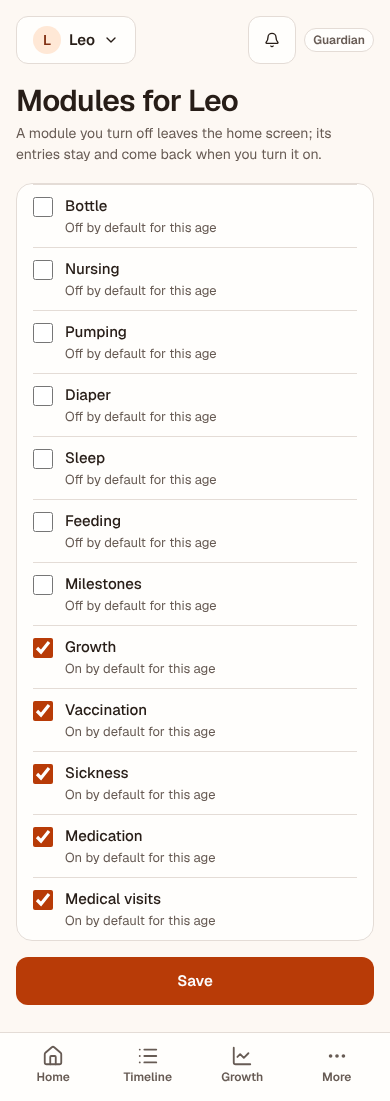 L Leo
Guardian
Modules for Leo
A module you turn off leaves the home screen; its
entries stay and come back when you turn it on.
Bottle
Off by default for this age
Nursing
Off by default for this age
Pumping
Off by default for this age
Diaper
Off by default for this age
Sleep
Off by default for this age
Feeding
Off by default for this age
Milestones
Off by default for this age
Growth
On by default for this age
Vaccination
On by default for this age
Sickness
On by default for this age
Medication
On by default for this age
Medical visits
On by default for this age
Save
Home Timeline Growth More